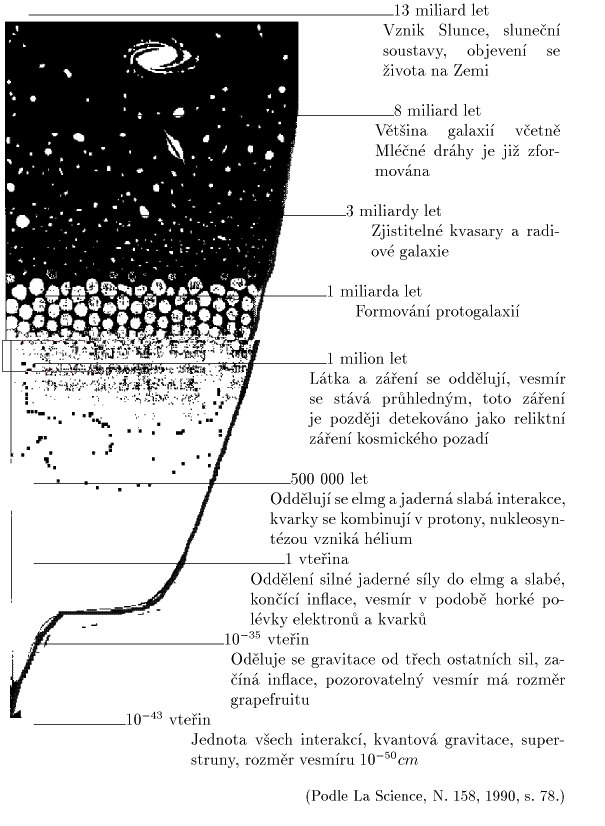 13 miliard let
Vznik Slunce, sluneční
soustavy, objevení se
života na Zemi
8 miliard let
Většina galaxií včetně
Mléčné dráhy je již zfor-
mována
3 miliardy let
Zjistitelné kvasary a radi-
ové galaxie
1 miliarda let
Formování protogalaxií
1 milion let
Látka a záření se oddělují, vesmír
se stává průhledným, toto záření
je později detekováno jako reliktní
záření kosmického pozadí
500 000 let
Oddělují se elmg a jaderná slabá interakce,
kvarky se kombinují v protony, nukleosyn-
tézou vzniká hélium
1 vteřina
Oddělení silné jaderné síly do elmg a slabé,
končící inflace, vesmír v podobě horké po-
lévky elektronů a kvarků
10⁻³⁵ vteřin
Oděluje se gravitace od třech ostatních sil, za-
číná inflace, pozorovatelný vesmír má rozměr
grapefruitu
10⁻⁴³ vteřin
Jednota všech interakcí, kvantová gravitace, super-
struny, rozměr vesmíru 10⁻⁵⁰cm
(Podle La Science, N. 158, 1990, s. 78.)